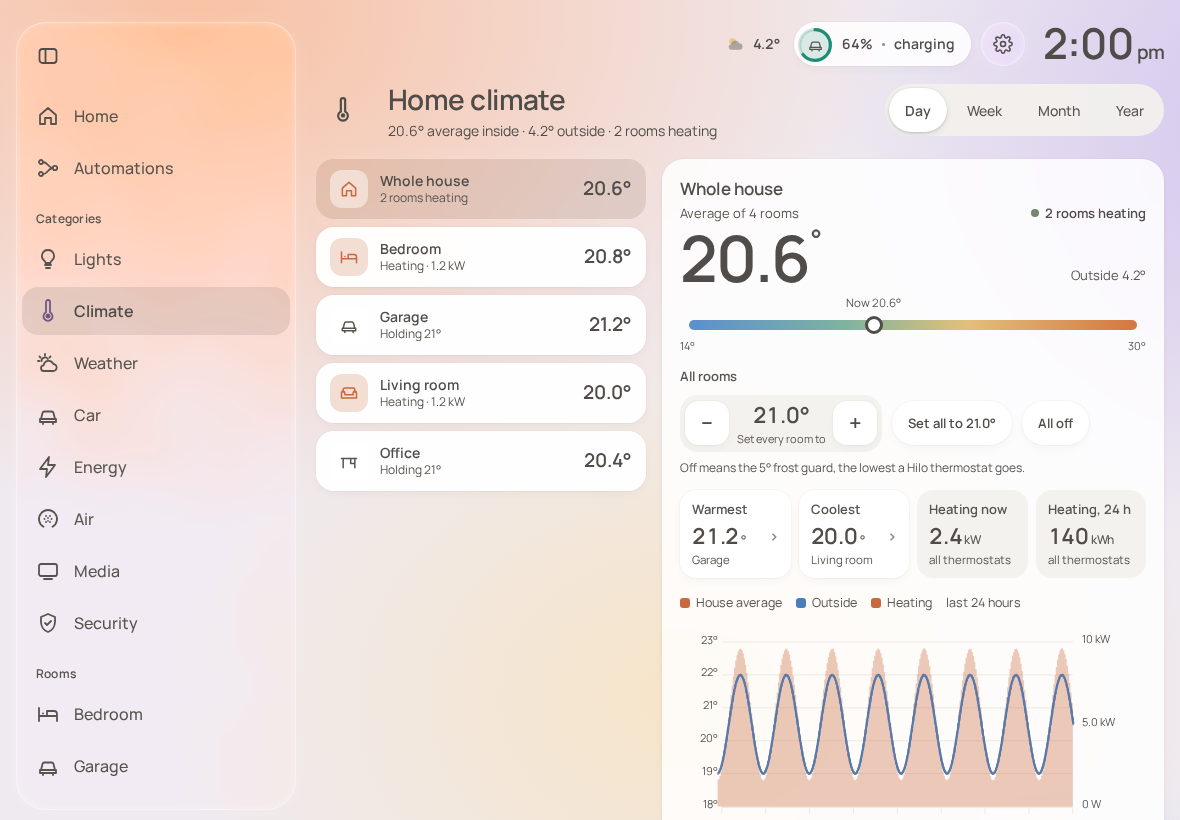 4.2°
64% · charging
2:00 pm
Home
Automations
Categories
Lights
Climate
Weather
Car
Energy
Air
Media
Security
Rooms
Bedroom
Garage
Home climate
20.6° average inside · 4.2° outside · 2 rooms heating
Day Week Month Year
Whole house
2 rooms heating
20.6°
Bedroom
Heating · 1.2 kW
20.8°
Garage
Holding 21°
21.2°
Living room
Heating · 1.2 kW
20.0°
Office
Holding 21°
20.4°
Whole house
Average of 4 rooms
2 rooms heating
20.6°
Outside 4.2°
Now 20.6°
14° 30°
All rooms
− 21.0° +
Set every room to
Set all to 21.0°
All off
Off means the 5° frost guard, the lowest a Hilo thermostat goes.
Warmest
21.2°
Garage
Coolest
20.0°
Living room
Heating now
2.4 kW
all thermostats
Heating, 24 h
140 kWh
all thermostats
House average Outside Heating last 24 hours
23°
22°
21°
20°
19°
18°
10 kW
5.0 kW
0 W